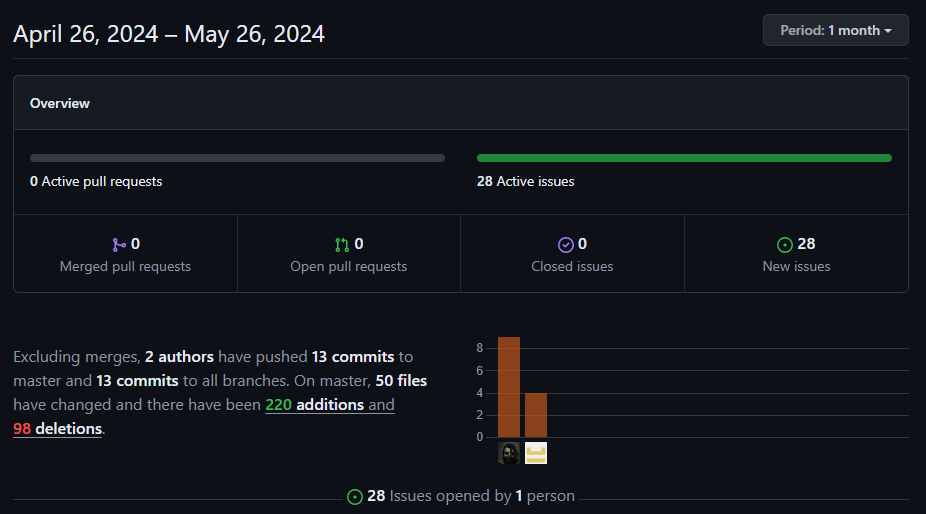 April 26, 2024 – May 26, 2024
Period: 1 month
Overview
0 Active pull requests
28 Active issues
0
Merged pull requests
0
Open pull requests
0
Closed issues
28
New issues
Excluding merges, 2 authors have pushed 13 commits to
master and 13 commits to all branches. On master, 50 files
have changed and there have been 220 additions and
98 deletions.
8
6
4
2
0
28 Issues opened by 1 person